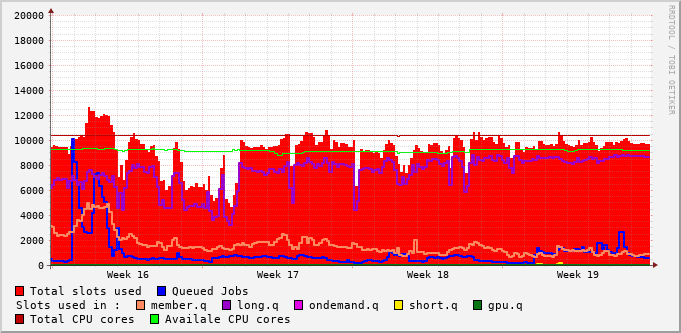 20000
18000
16000
14000
12000
10000
8000
6000
4000
2000
0
Week 16 Week 17 Week 18 Week 19
Total slots used Queued Jobs
Slots used in : member.q long.q ondemand.q short.q gpu.q
Total CPU cores Availale CPU cores
RRDTOOL / TOBI OETIKER